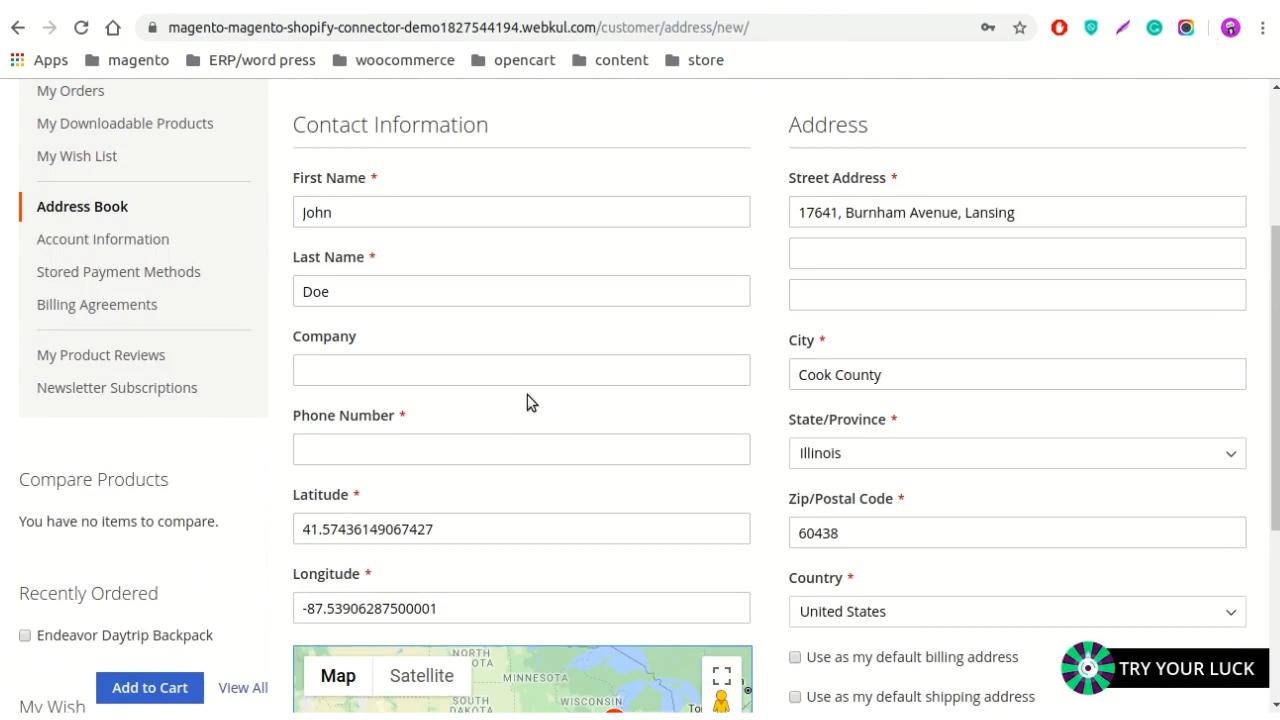 magento-magento-shopify-connector-demo1827544194.webkul.com/customer/address/new/
Apps magento ERP/word press woocommerce opencart content store
My Orders
My Downloadable Products
My Wish List
Address Book
Account Information
Stored Payment Methods
Billing Agreements
My Product Reviews
Newsletter Subscriptions
Compare Products
You have no items to compare.
Recently Ordered
Endeavor Daytrip Backpack
Add to Cart View All
My Wish
Contact Information
First Name *
John
Last Name *
Doe
Company
Phone Number *
Latitude *
41.57436149067427
Longitude *
-87.53906287500001
Map Satellite
NORTH
MINNESOTA
SOUTH
DAKOTA
WISCONSIN
Address
Street Address *
17641, Burnham Avenue, Lansing
City *
Cook County
State/Province *
Illinois
Zip/Postal Code *
60438
Country *
United States
Use as my default billing address
Use as my default shipping address
TRY YOUR LUCK